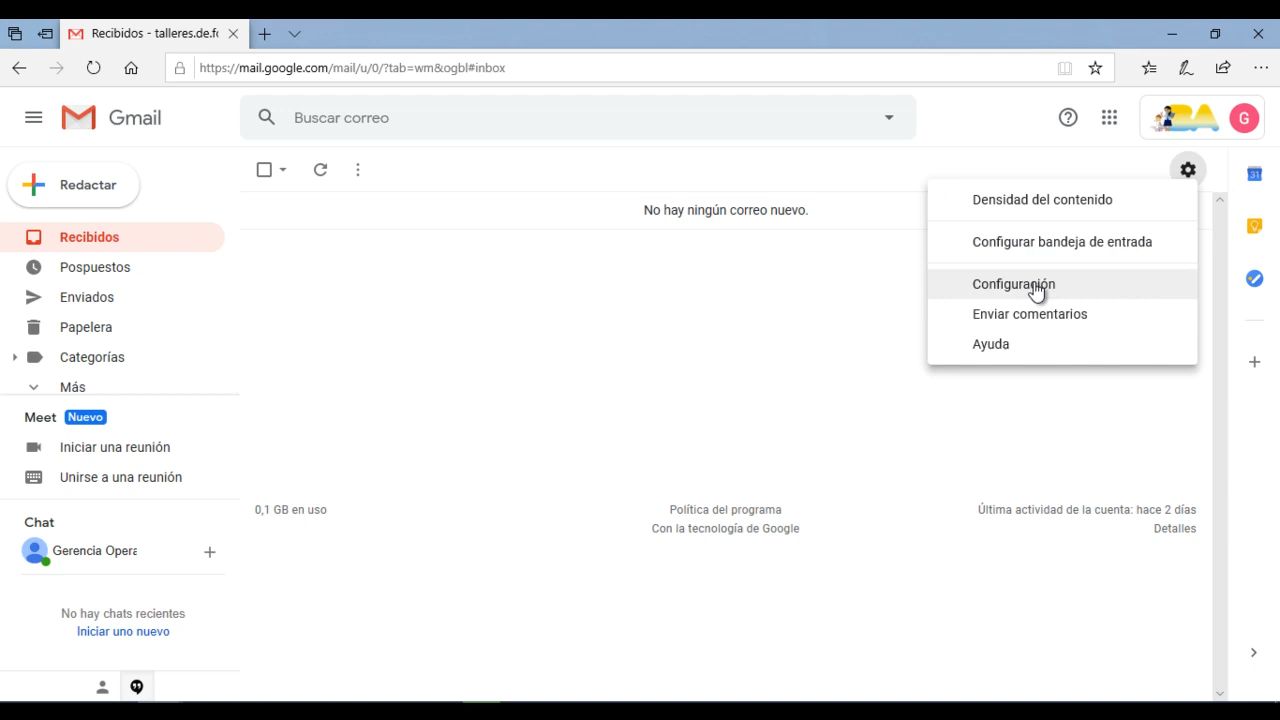 Recibidos - talleres.de.fo
https://mail.google.com/mail/u/0/?tab=wm&ogbl#inbox
Gmail
Buscar correo
BA
G
Redactar
31
Densidad del contenido
No hay ningún correo nuevo.
Recibidos
Configurar bandeja de entrada
Pospuestos
Configuración
Enviados
Enviar comentarios
Papelera
Ayuda
Categorías
Más
Meet Nuevo
Iniciar una reunión
Unirse a una reunión
0,1 GB en uso
Política del programa
Última actividad de la cuenta: hace 2 días
Con la tecnología de Google
Detalles
Chat
Gerencia Opera
No hay chats recientes
Iniciar uno nuevo